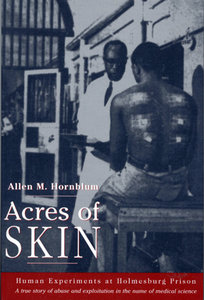 Allen M. Hornblum
Acres of
SKIN
Human Experiments at Holmesburg Prison
A true story of abuse and exploitation in the name of medical science